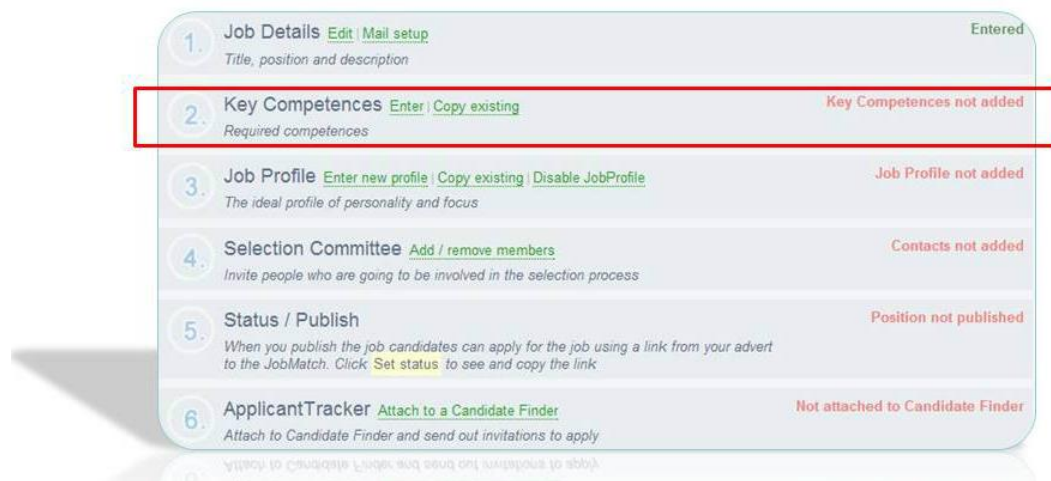 1. Job Details Edit | Mail setup Entered
Title, position and description
2. Key Competences Enter | Copy existing Key Competences not added
Required competences
3. Job Profile Enter new profile | Copy existing | Disable JobProfile Job Profile not added
The ideal profile of personality and focus
4. Selection Committee Add / remove members Contacts not added
Invite people who are going to be involved in the selection process
5. Status / Publish Position not published
When you publish the job candidates can apply for the job using a link from your advert
to the JobMatch. Click Set status to see and copy the link
6. ApplicantTracker Attach to a Candidate Finder Not attached to Candidate Finder
Attach to Candidate Finder and send out invitations to apply